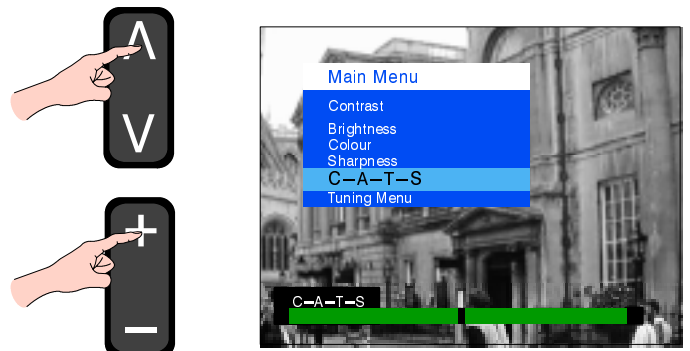 Λ
V
+
−
Main Menu
Contrast
Brightness
Colour
Sharpness
C–A–T–S
Tuning Menu
C–A–T–S